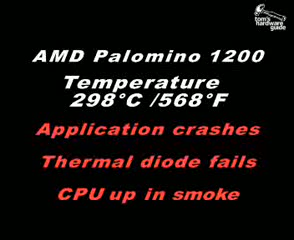 tom's
hardware
guide
AMD Palomino 1200
Temperature
298°C /568°F
Application crashes
Thermal diode fails
CPU up in smoke